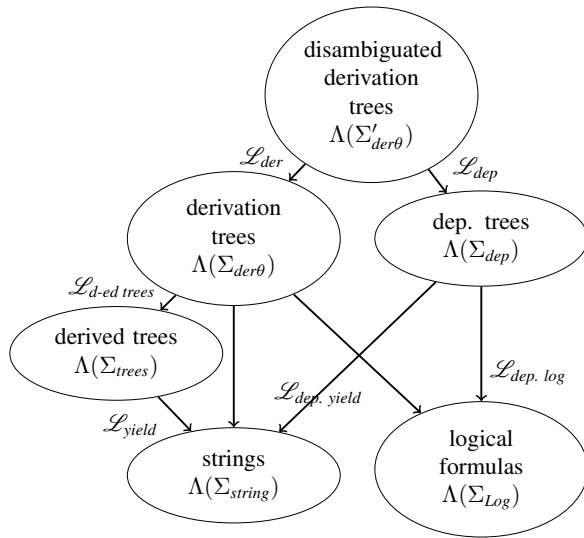 disambiguated
derivation
trees
Λ(Σ′derθ)
ℒder
ℒdep
derivation
trees
Λ(Σderθ)
dep. trees
Λ(Σdep)
ℒd-ed trees
derived trees
Λ(Σtrees)
ℒdep. log
ℒdep. yield
ℒyield
strings
Λ(Σstring)
logical
formulas
Λ(ΣLog)